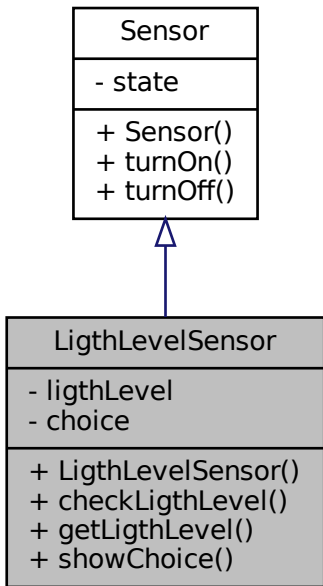 Sensor
- state
+ Sensor()
+ turnOn()
+ turnOff()
LigthLevelSensor
- ligthLevel
- choice
+ LigthLevelSensor()
+ checkLigthLevel()
+ getLigthLevel()
+ showChoice()